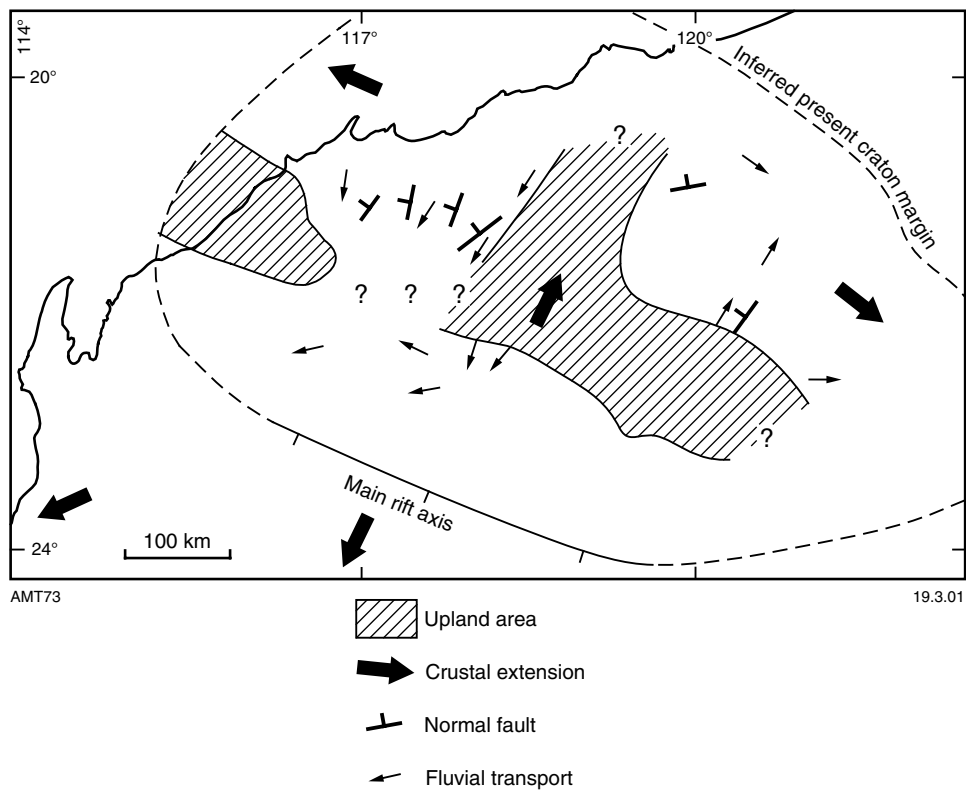 114°
117°
120°
20°
Inferred present craton margin
?
? ? ?
?
Main rift axis
24°
100 km
AMT73
19.3.01
Upland area
Crustal extension
Normal fault
Fluvial transport